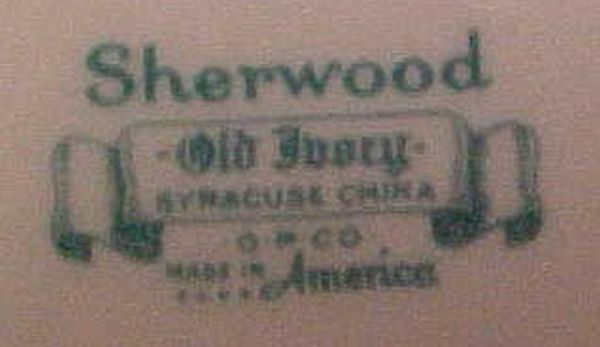 Sherwood
Old Ivory
SYRACUSE CHINA
O. P. CO.
MADE IN America